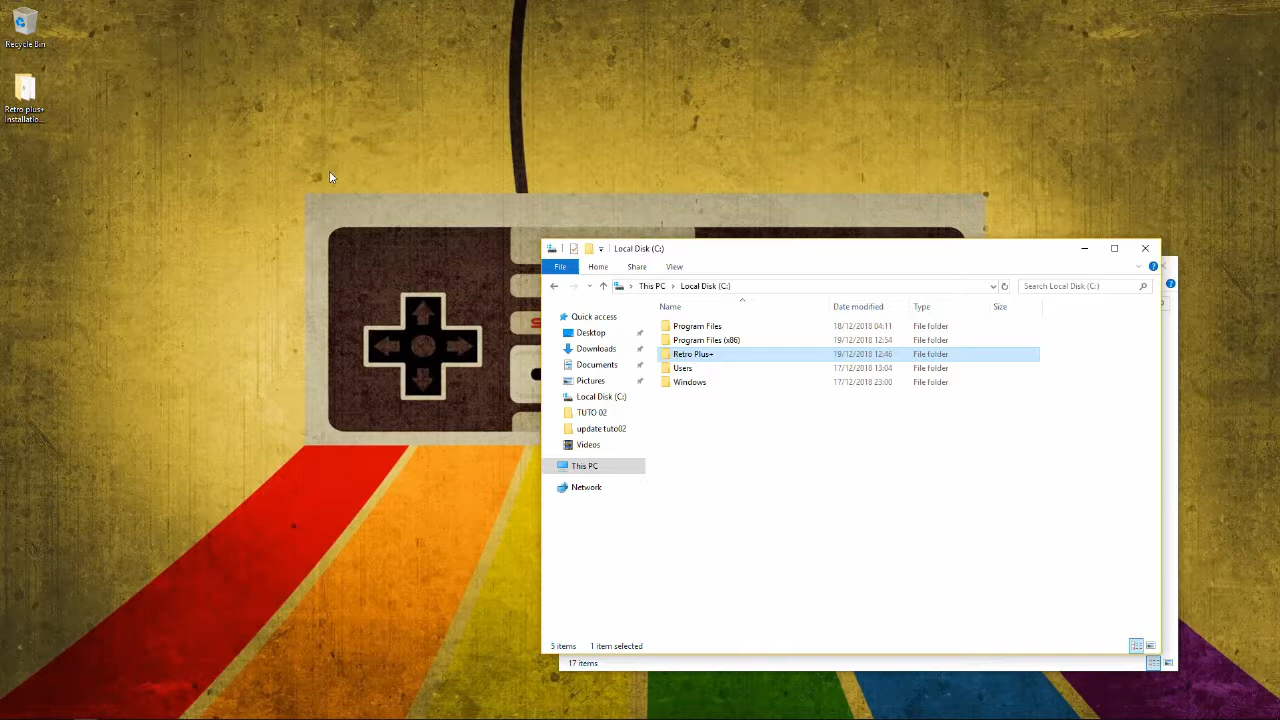 Recycle Bin
Retro plus+
Installatio...
Local Disk (C:)
File
Home
Share
View
This PC
Local Disk (C:)
Search Local Disk (C:)
Name
Date modified
Type
Size
Quick access
Desktop
Downloads
Documents
Pictures
Local Disk (C:)
TUTO 02
update tuto02
Videos
This PC
Network
Program Files 18/12/2018 04:11 File folder
Program Files (x86) 19/12/2018 12:54 File folder
Retro Plus+ 19/12/2018 12:46 File folder
Users 17/12/2018 13:04 File folder
Windows 17/12/2018 23:00 File folder
5 items 1 item selected
17 items